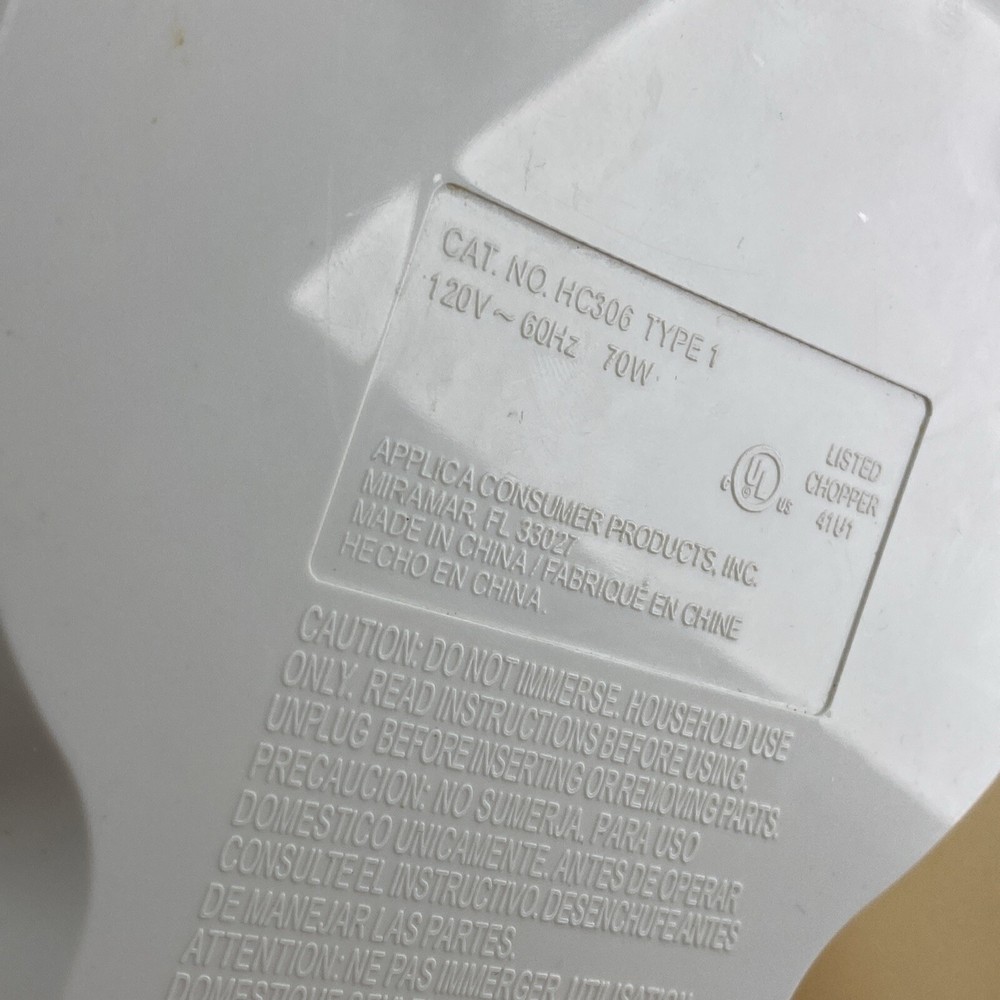 CAT. NO. HC306 TYPE 1
120V ~ 60Hz 70W
C UL US
LISTED
CHOPPER
41U1
APPLICA CONSUMER PRODUCTS, INC.
MIRAMAR, FL 33027
MADE IN CHINA / FABRIQUÉ EN CHINE
HECHO EN CHINA.
CAUTION: DO NOT IMMERSE. HOUSEHOLD USE
ONLY. READ INSTRUCTIONS BEFORE USING.
UNPLUG BEFORE INSERTING OR REMOVING PARTS.
PRECAUCION: NO SUMERJA. PARA USO
DOMESTICO UNICAMENTE. ANTES DE OPERAR
CONSULTE EL INSTRUCTIVO. DESENCHUFE ANTES
DE MANEJAR LAS PARTES.
ATTENTION: NE PAS IMMERGER. UTILISATION
DOMESTIQUE